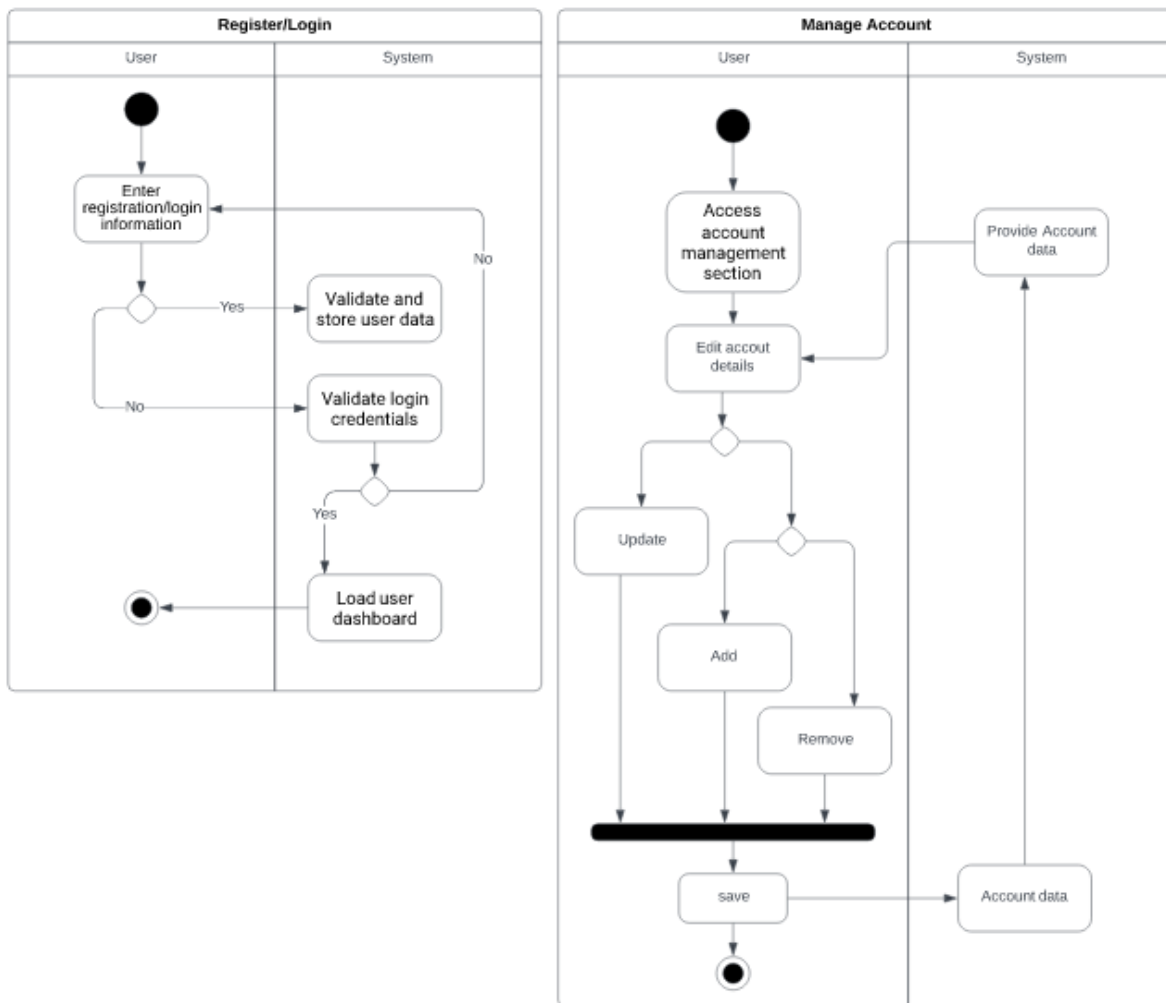 Register/Login
User
System
Enter
registration/login
information
No
Yes
Validate and
store user data
No
Validate login
credentials
Yes
Load user
dashboard
Manage Account
User
System
Access
account
management
section
Provide Account
data
Edit accout
details
Update
Add
Remove
save
Account data